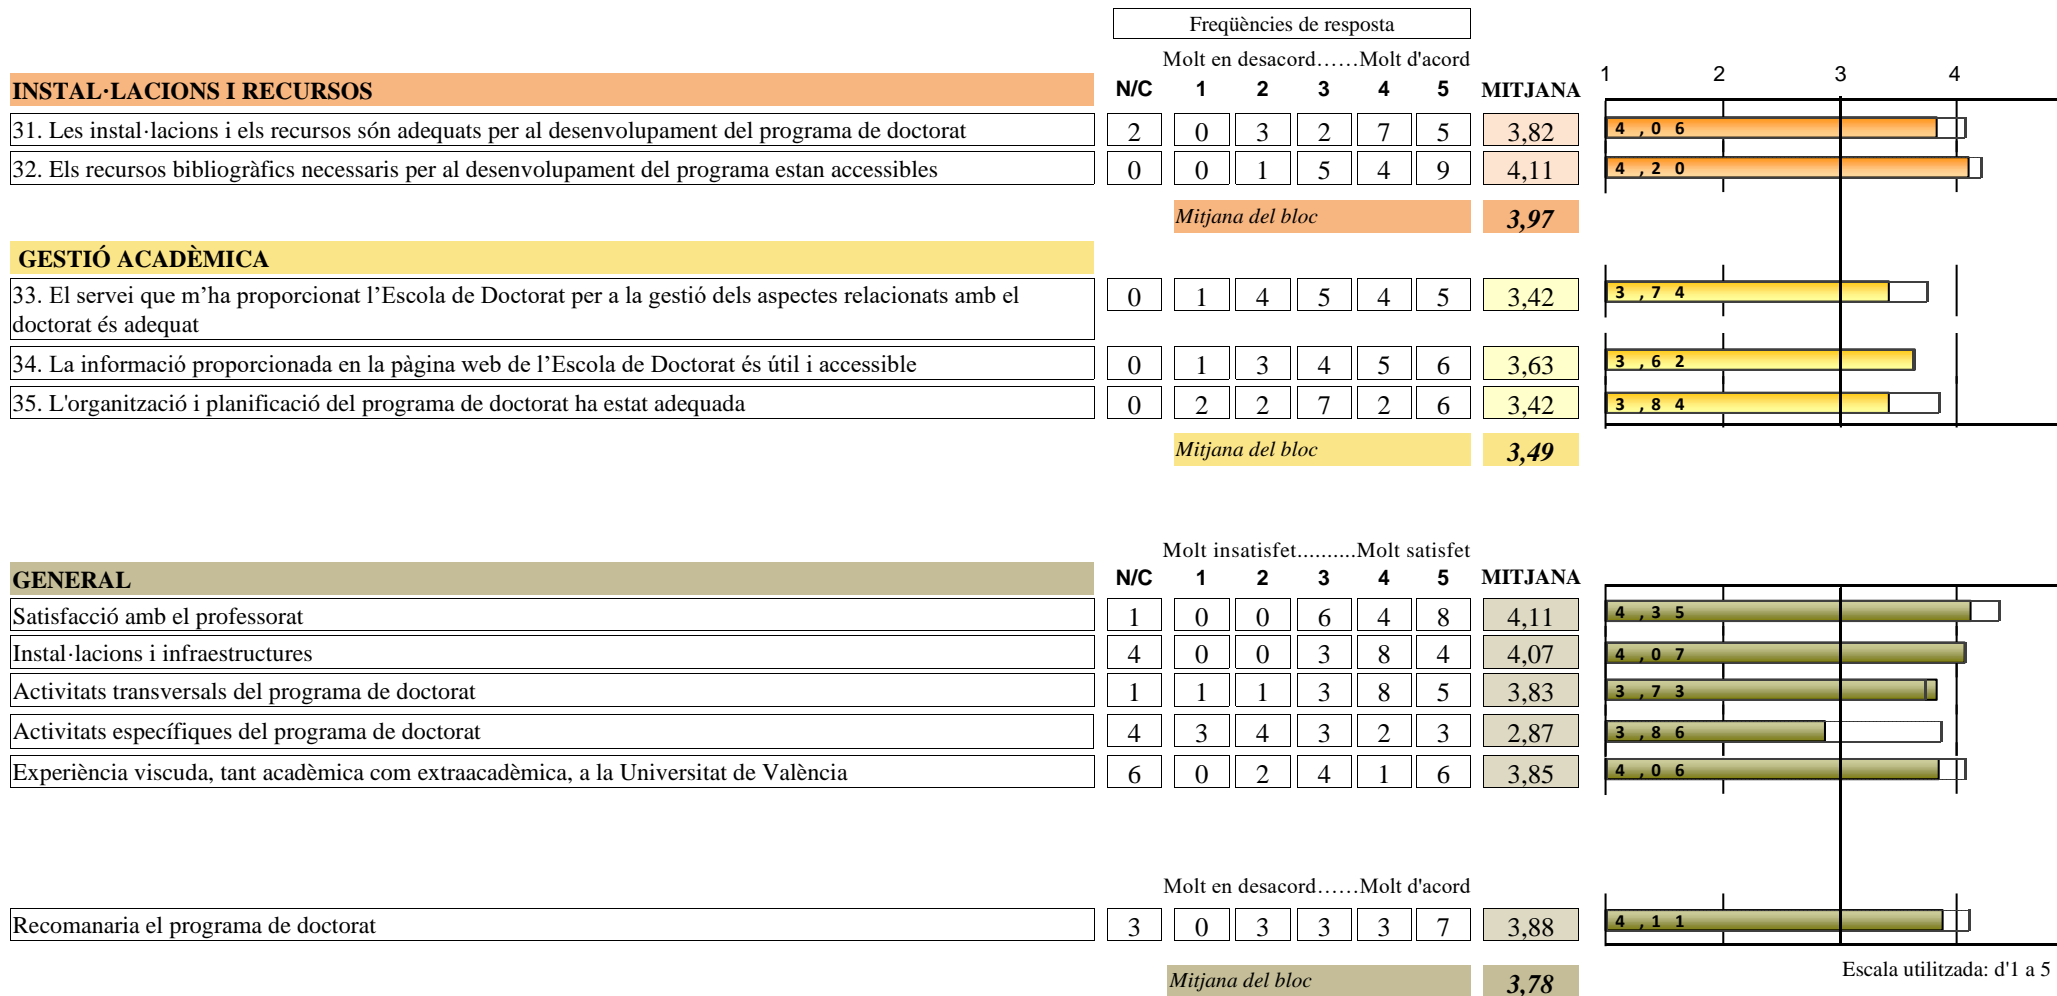 Freqüències de resposta
Molt en desacord……Molt d'acord
INSTAL·LACIONS I RECURSOS N/C 1 2 3 4 5 MITJANA 1 2 3 4
31. Les instal·lacions i els recursos són adequats per al desenvolupament del programa de doctorat 2 0 3 2 7 5 3,82 4,06
32. Els recursos bibliogràfics necessaris per al desenvolupament del programa estan accessibles 0 0 1 5 4 9 4,11 4,20
Mitjana del bloc 3,97
GESTIÓ ACADÈMICA
33. El servei que m’ha proporcionat l’Escola de Doctorat per a la gestió dels aspectes relacionats amb el
doctorat és adequat 0 1 4 5 4 5 3,42 3,74
34. La informació proporcionada en la pàgina web de l’Escola de Doctorat és útil i accessible 0 1 3 4 5 6 3,63 3,62
35. L'organització i planificació del programa de doctorat ha estat adequada 0 2 2 7 2 6 3,42 3,84
Mitjana del bloc 3,49
Molt insatisfet..........Molt satisfet
GENERAL N/C 1 2 3 4 5 MITJANA
Satisfacció amb el professorat 1 0 0 6 4 8 4,11 4,35
Instal·lacions i infraestructures 4 0 0 3 8 4 4,07 4,07
Activitats transversals del programa de doctorat 1 1 1 3 8 5 3,83 3,73
Activitats específiques del programa de doctorat 4 3 4 3 2 3 2,87 3,86
Experiència viscuda, tant acadèmica com extraacadèmica, a la Universitat de València 6 0 2 4 1 6 3,85 4,06
Molt en desacord……Molt d'acord
Recomanaria el programa de doctorat 3 0 3 3 3 7 3,88 4,11
Escala utilitzada: d'1 a 5
Mitjana del bloc 3,78